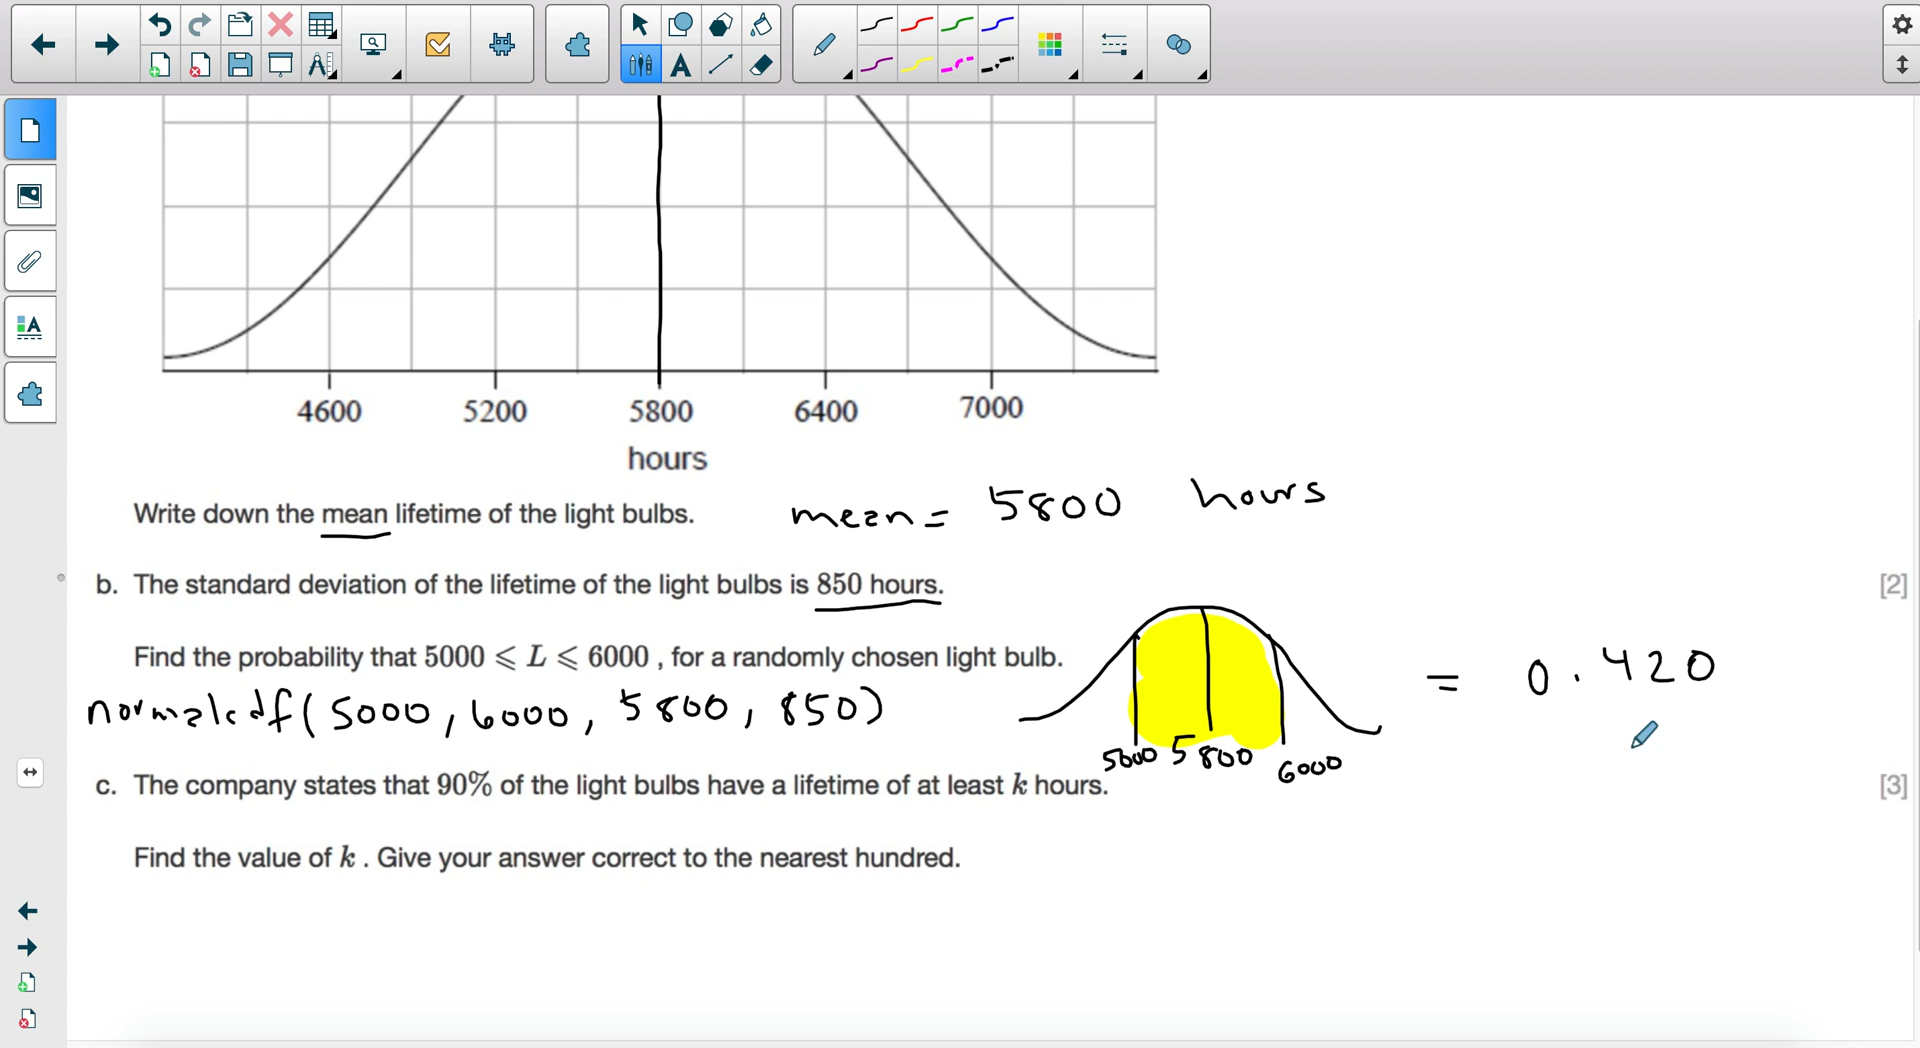 4600 5200 5800 6400 7000
hours
Write down the mean lifetime of the light bulbs. mean = 5800 hours
b. The standard deviation of the lifetime of the light bulbs is 850 hours. [2]
Find the probability that 5000 ⩽ L ⩽ 6000 , for a randomly chosen light bulb. = 0.420
normalcdf(5000, 6000, 5800, 850)
5000 5800 6000
c. The company states that 90% of the light bulbs have a lifetime of at least k hours. [3]
Find the value of k . Give your answer correct to the nearest hundred.